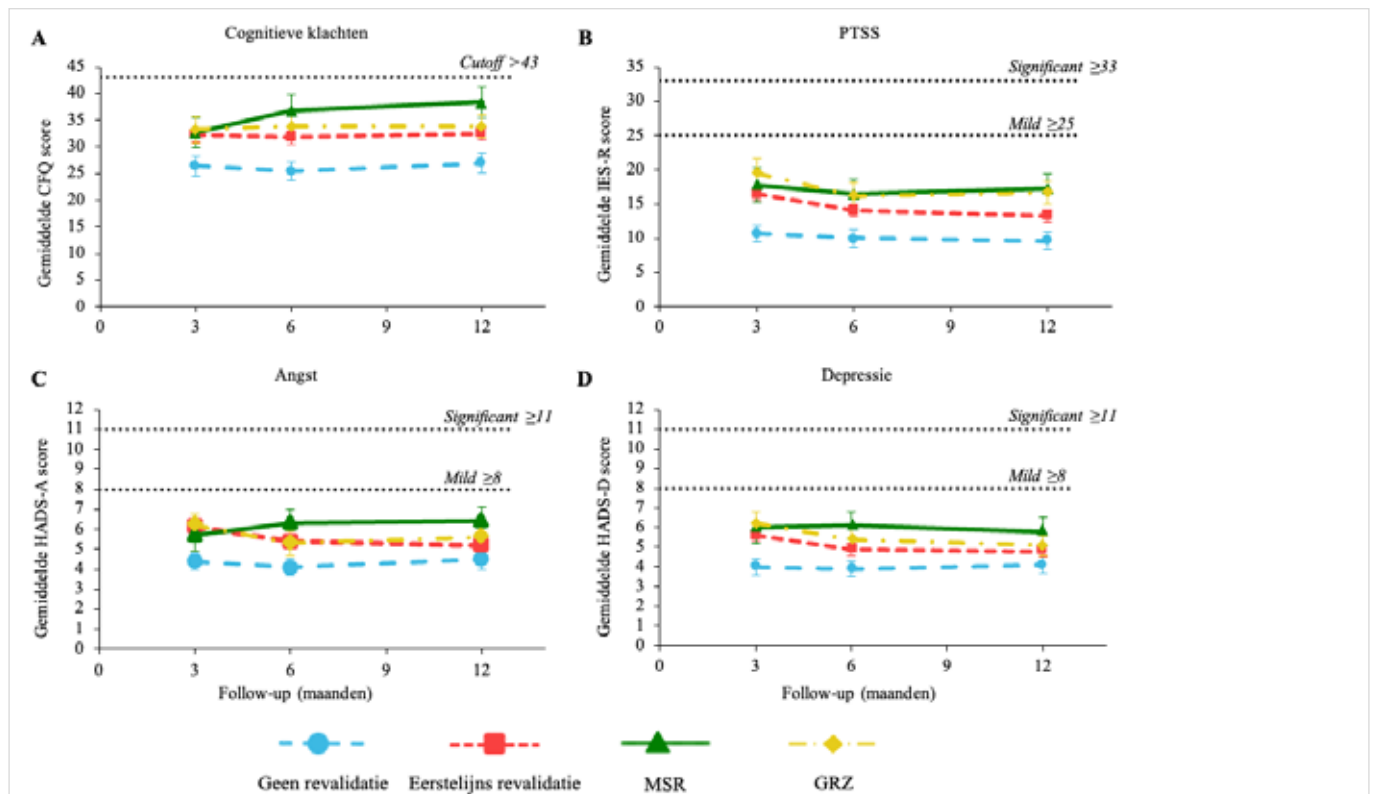 A Cognitieve klachten
Gemiddelde CFQ score
Cutoff >43
45
40
35
30
25
20
15
10
5
0
0 3 6 9 12
B PTSS
Gemiddelde IES-R score
Significant ≥33
Mild ≥25
35
30
25
20
15
10
5
0
0 3 6 9 12
C Angst
Gemiddelde HADS-A score
Significant ≥11
Mild ≥8
12
11
10
9
8
7
6
5
4
3
2
1
0
0 3 6 9 12
Follow-up (maanden)
D Depressie
Gemiddelde HADS-D score
Significant ≥11
Mild ≥8
12
11
10
9
8
7
6
5
4
3
2
1
0
0 3 6 9 12
Follow-up (maanden)
Geen revalidatie Eerstelijns revalidatie MSR GRZ